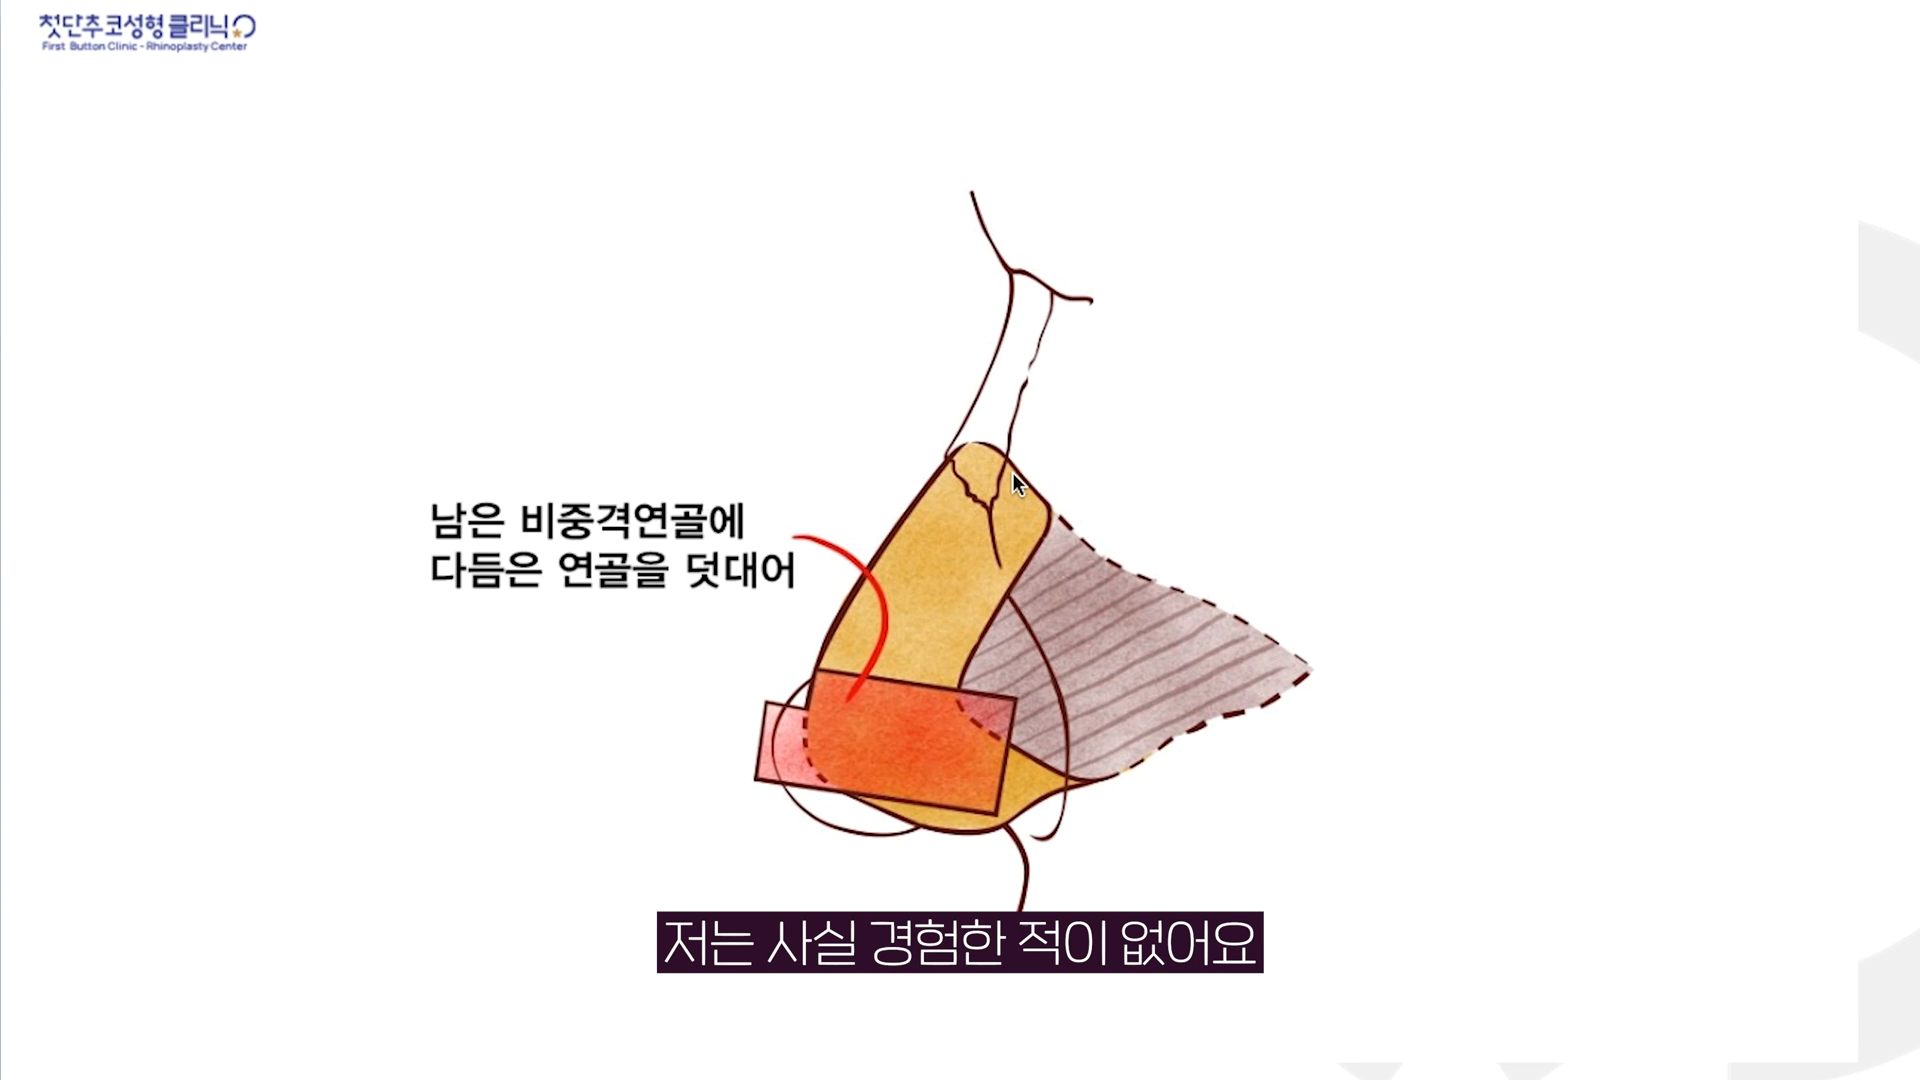 첫단추코성형클리닉
First Button Clinic - Rhinoplasty Center
남은 비중격연골에
다듬은 연골을 덧대어
저는 사실 경험한 적이 없어요